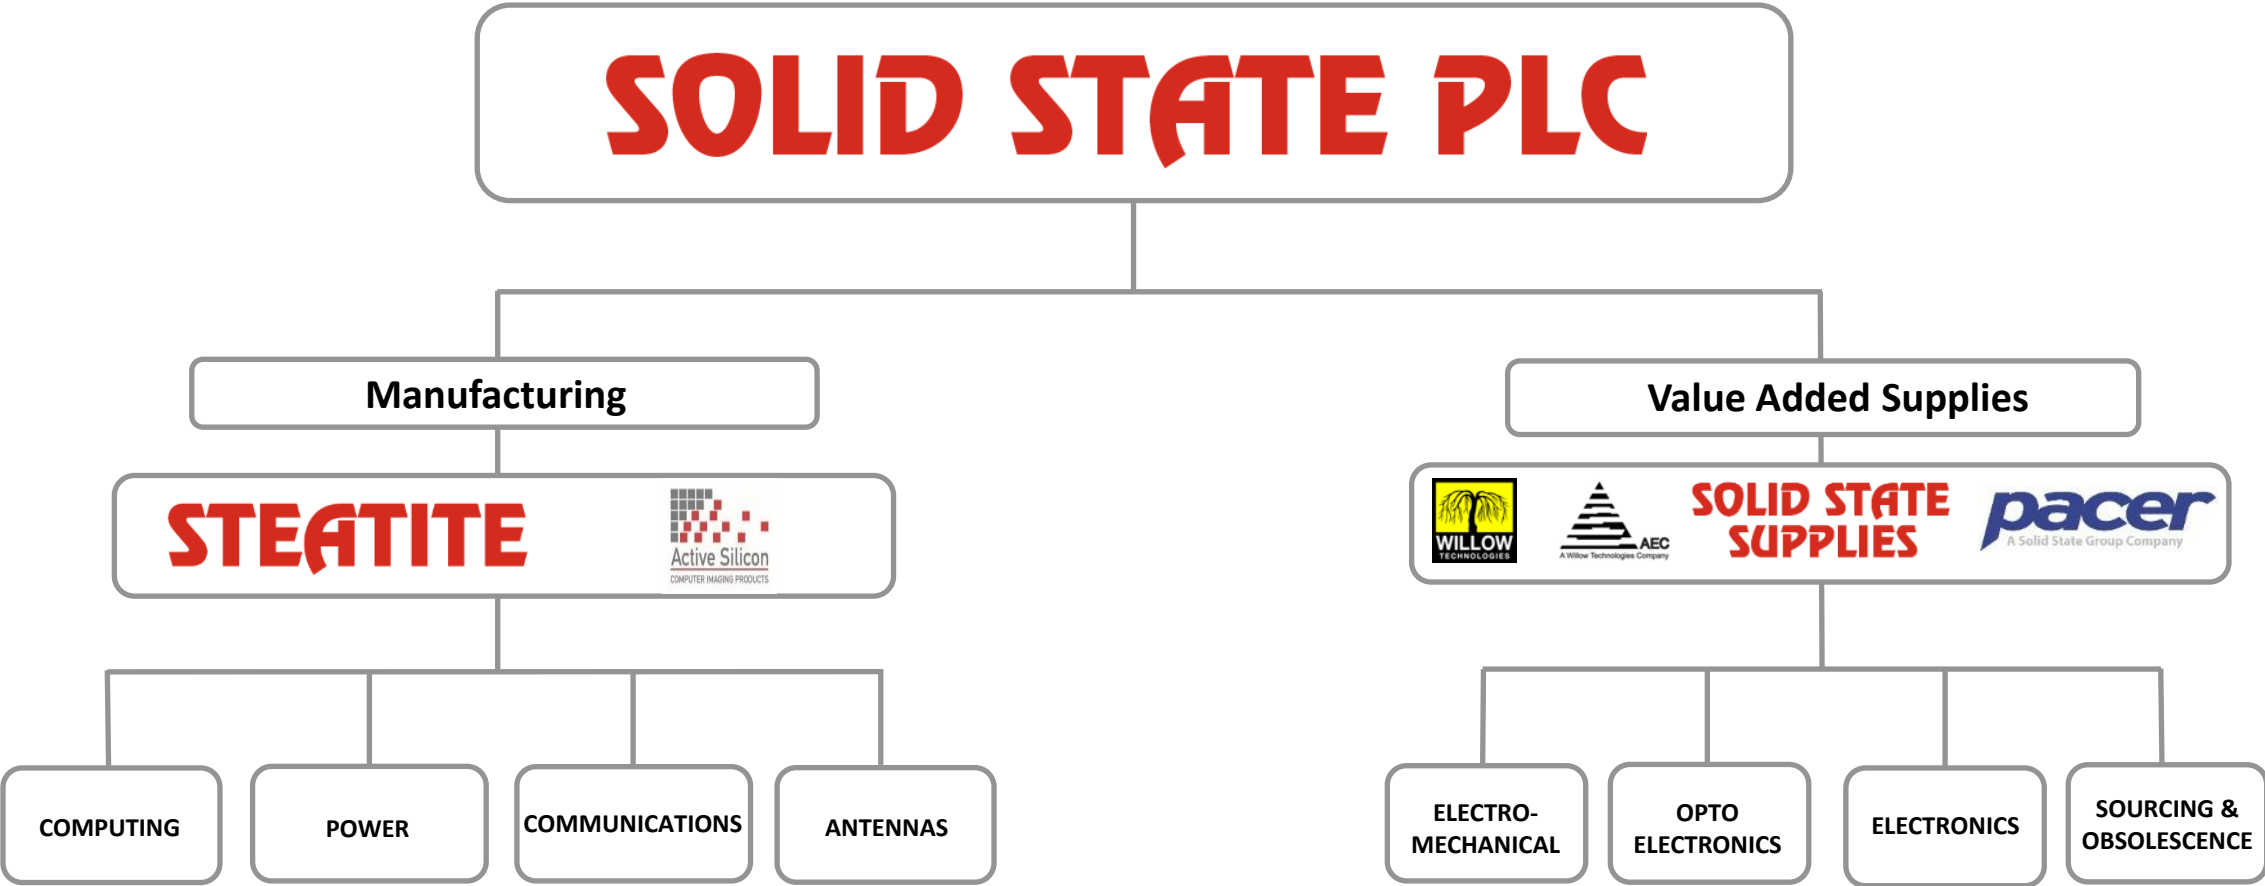 SOLID STATE PLC
Manufacturing
Value Added Supplies
STEATITE
Active Silicon
COMPUTER IMAGING PRODUCTS
WILLOW
TECHNOLOGIES
AEC
A Willow Technologies Company
SOLID STATE
SUPPLIES
pacer
A Solid State Group Company
COMPUTING
POWER
COMMUNICATIONS
ANTENNAS
ELECTRO-
MECHANICAL
OPTO
ELECTRONICS
ELECTRONICS
SOURCING &
OBSOLESCENCE